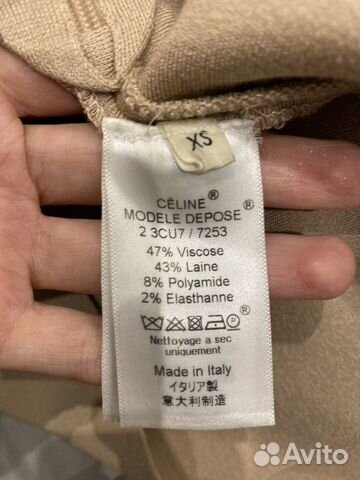 XS
CÉLINE®
MODELE DEPOSE®
2 3CU7 / 7253
47% Viscose
43% Laine
8% Polyamide
2% Elasthanne
Nettoyage a sec
uniquement
Made in Italy
イタリア製
意大利制造
Avito